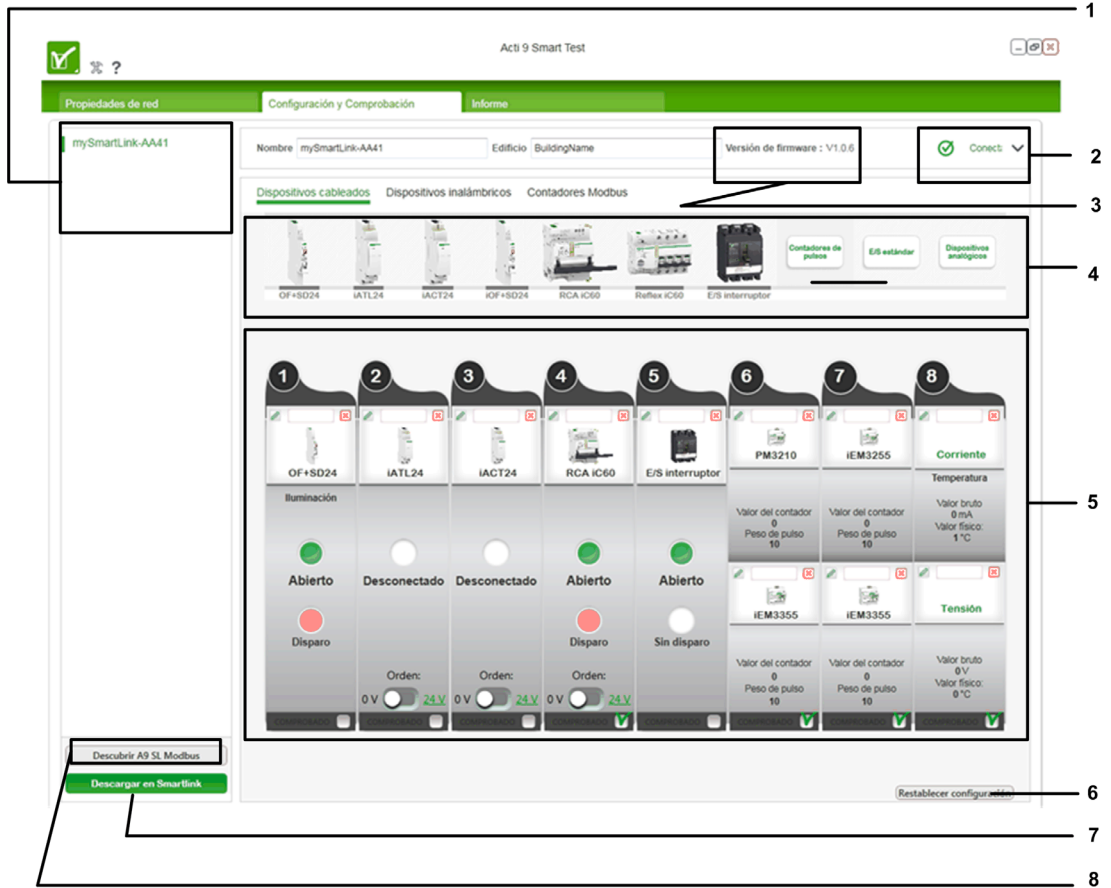 1
Acti 9 Smart Test
?
Propiedades de red
Configuración y Comprobación
Informe
mySmartLink-AA41
Nombre mySmartLink-AA41
Edificio BuildingName
Versión de firmware : V1.0.6
Conect:
2
Dispositivos cableados
Dispositivos inalámbricos
Contadores Modbus
3
Contadores de
pulsos
E/S estándar
Dispositivos
analógicos
4
OF+SD24
iATL24
iACT24
iOF+SD24
RCA iC60
Reflex iC60
E/S interruptor
1 2 3 4 5 6 7 8
OF+SD24
iATL24
iACT24
RCA iC60
E/S interruptor
PM3210
iEM3255
Corriente
Iluminación
Temperatura
5
Valor del contador
0
Peso de pulso
10
Valor del contador
0
Peso de pulso
10
Valor bruto
0 mA
Valor físico:
1 °C
Abierto
Desconectado
Desconectado
Abierto
Abierto
iEM3355
iEM3355
Tensión
Disparo
Disparo
Sin disparo
Valor del contador
0
Peso de pulso
10
Valor del contador
0
Peso de pulso
10
Valor bruto
0 V
Valor físico:
0 °C
Orden:
0 V 24 V
Orden:
0 V 24 V
Orden:
0 V 24 V
COMPROBADO
COMPROBADO
COMPROBADO
COMPROBADO
COMPROBADO
COMPROBADO
COMPROBADO
COMPROBADO
Descubrir A9 SL Modbus
Descargar en Smartlink
Restablecer configuración
6
7
8